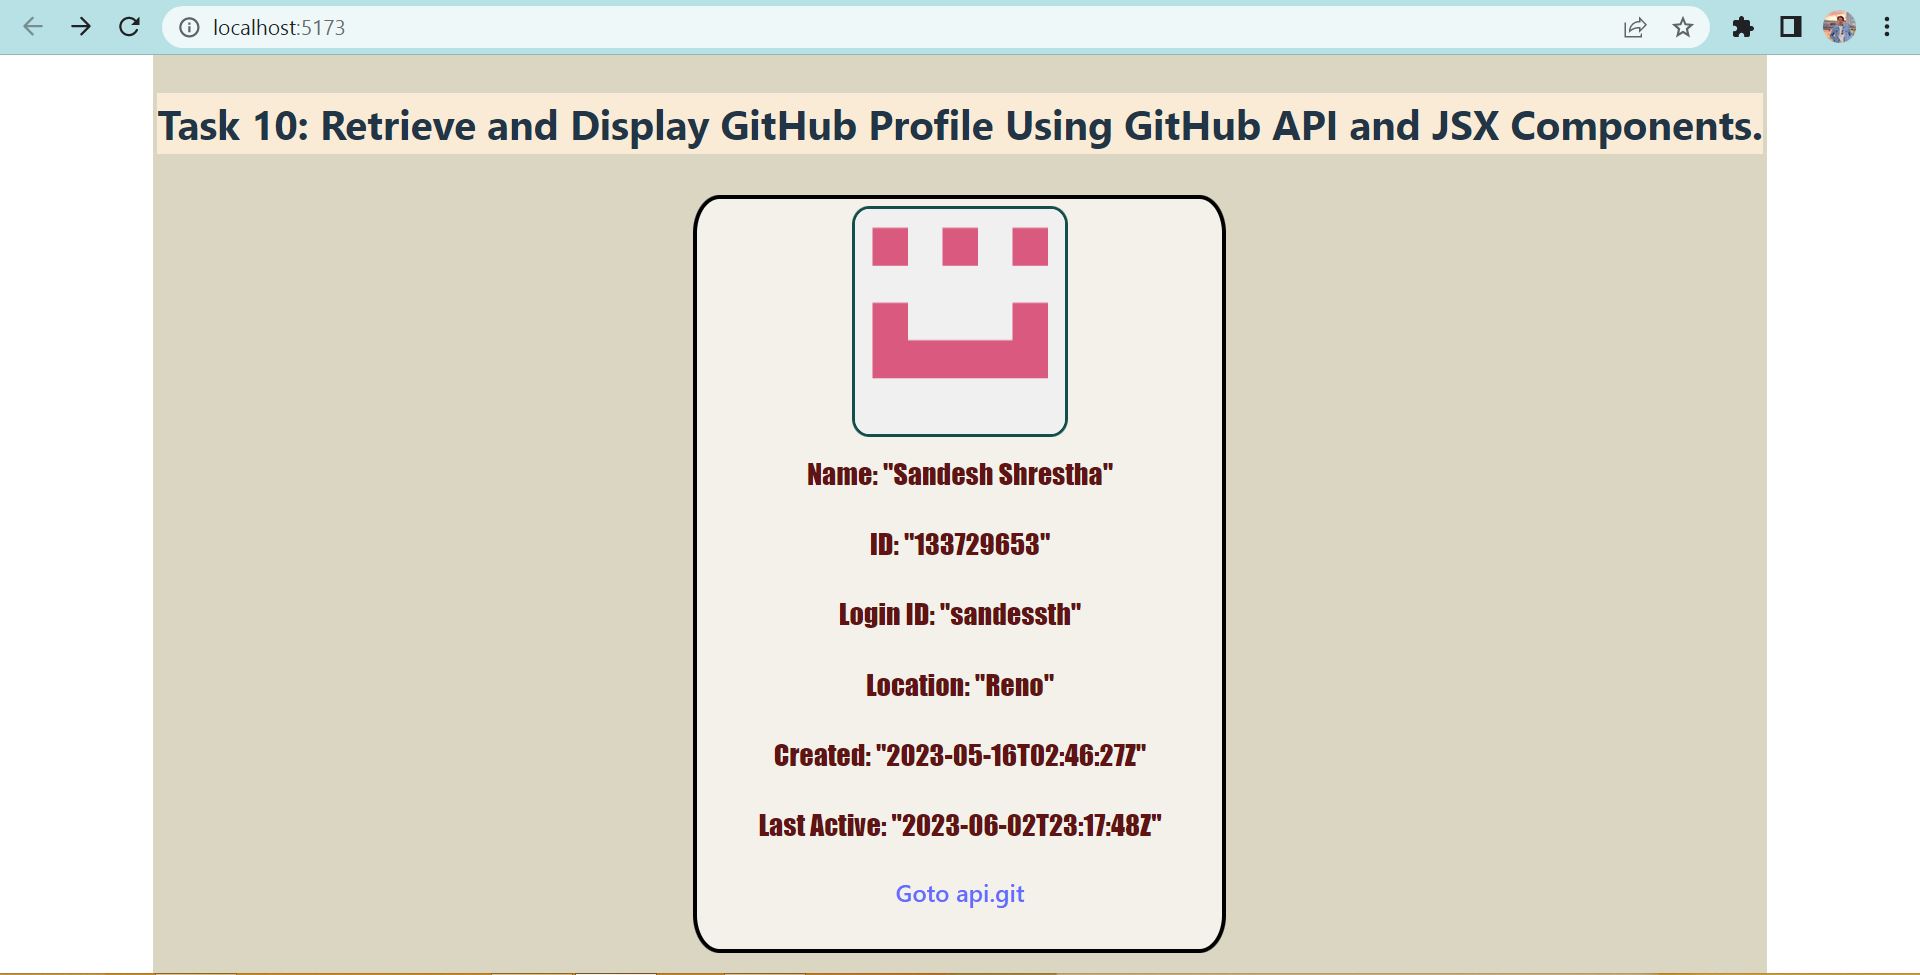 localhost:5173
Task 10: Retrieve and Display GitHub Profile Using GitHub API and JSX Components.
Name: "Sandesh Shrestha"
ID: "133729653"
Login ID: "sandessth"
Location: "Reno"
Created: "2023-05-16T02:46:27Z"
Last Active: "2023-06-02T23:17:48Z"
Goto api.git